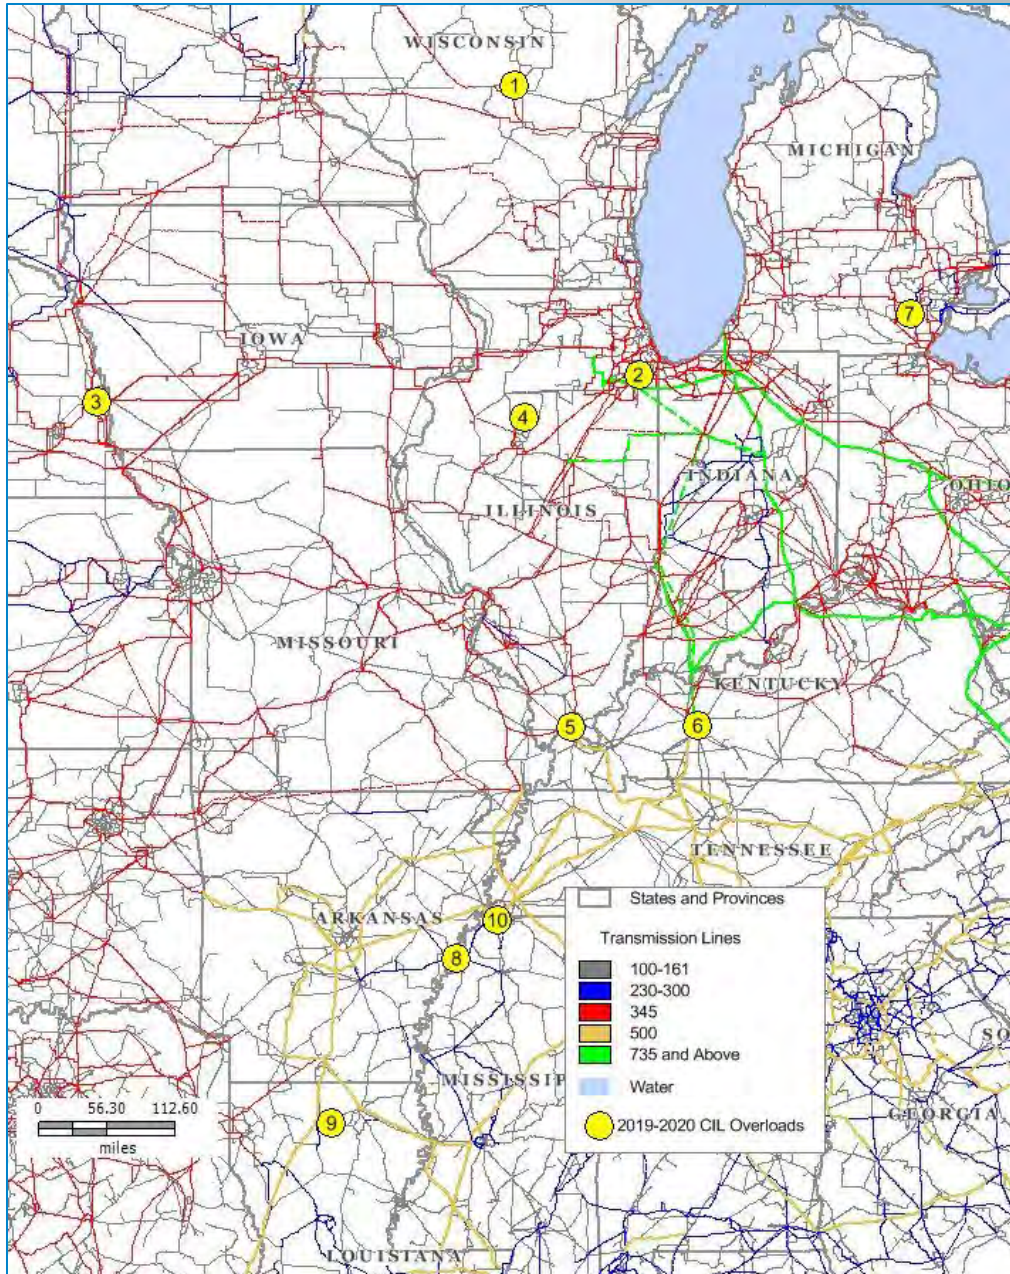 WISCONSIN
1
MICHIGAN
7
IOWA
2
3
4
INDIANA
OHIO
ILLINOIS
MISSOURI
KENTUCKY
5
6
TENNESSEE
ARKANSAS
10
8
States and Provinces
Transmission Lines
100-161
230-300
345
500
735 and Above
Water
2019-2020 CIL Overloads
SO
MISSISSIP
GEORGIA
0 56.30 112.60
miles
9
LOUISIANA